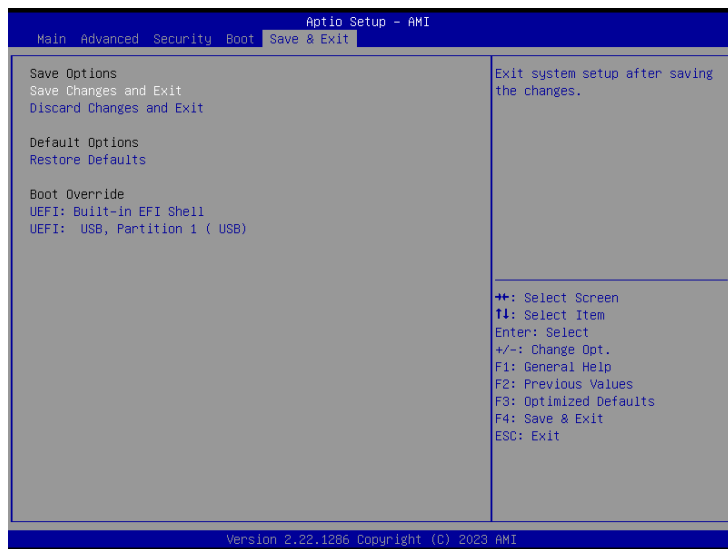 Aptio Setup – AMI
Main Advanced Security Boot Save & Exit
Save Options
Save Changes and Exit
Discard Changes and Exit
Default Options
Restore Defaults
Boot Override
UEFI: Built-in EFI Shell
UEFI: USB, Partition 1 ( USB)
Exit system setup after saving
the changes.
→←: Select Screen
↑↓: Select Item
Enter: Select
+/-: Change Opt.
F1: General Help
F2: Previous Values
F3: Optimized Defaults
F4: Save & Exit
ESC: Exit
Version 2.22.1286 Copyright (C) 2023 AMI